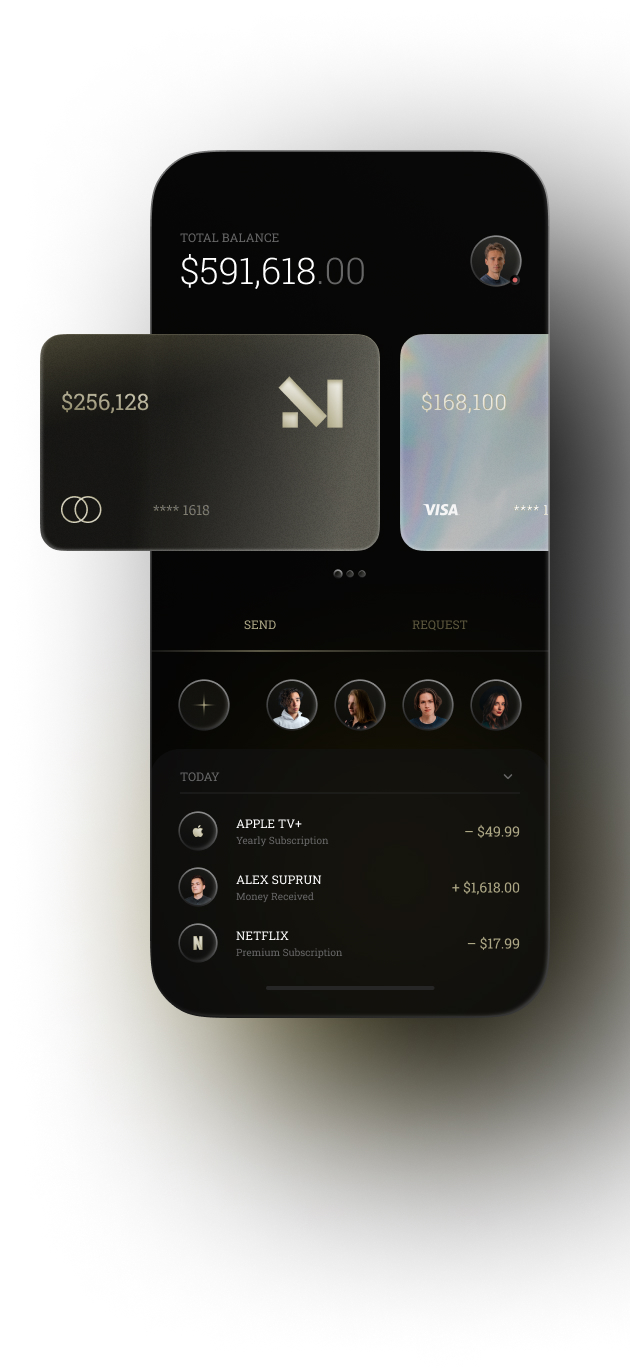 TOTAL BALANCE
$591,618.00
$256,128
$168,100
**** 1618
VISA
**** 1
SEND
REQUEST
TODAY
APPLE TV+
Yearly Subscription
– $49.99
ALEX SUPRUN
Money Received
+ $1,618.00
N
NETFLIX
Premium Subscription
– $17.99